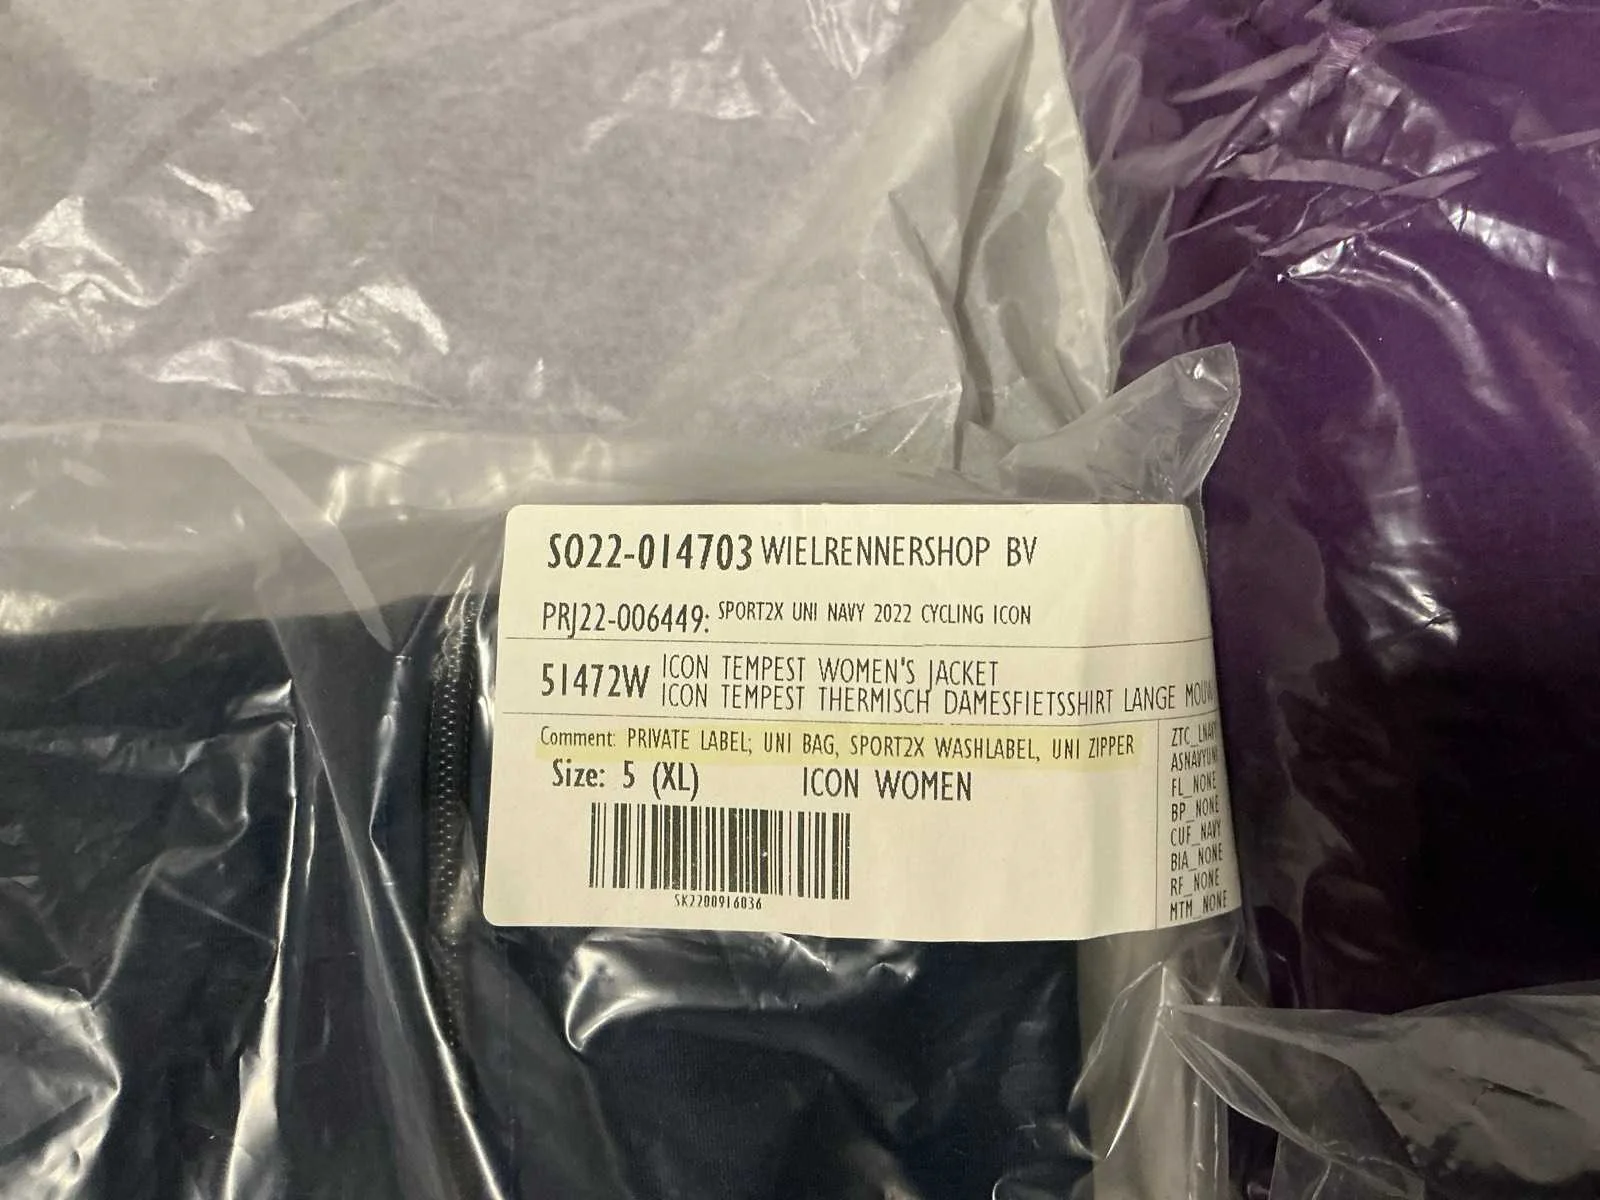 SO22-014703 WIELRENNERSHOP BV
PRJ22-006449: SPORT2X UNI NAVY 2022 CYCLING ICON
51472W ICON TEMPEST WOMEN'S JACKET
ICON TEMPEST THERMISCH DAMESFIETSSHIRT LANGE
Comment: PRIVATE LABEL; UNI BAG, SPORT2X WASHLABEL, UNI ZIPPER
Size: 5 (XL) ICON WOMEN
SK2200916036
FL_NONE
BP_NONE
CUF_NAVY
BIA_NONE
RF_NONE
MTM_NONE